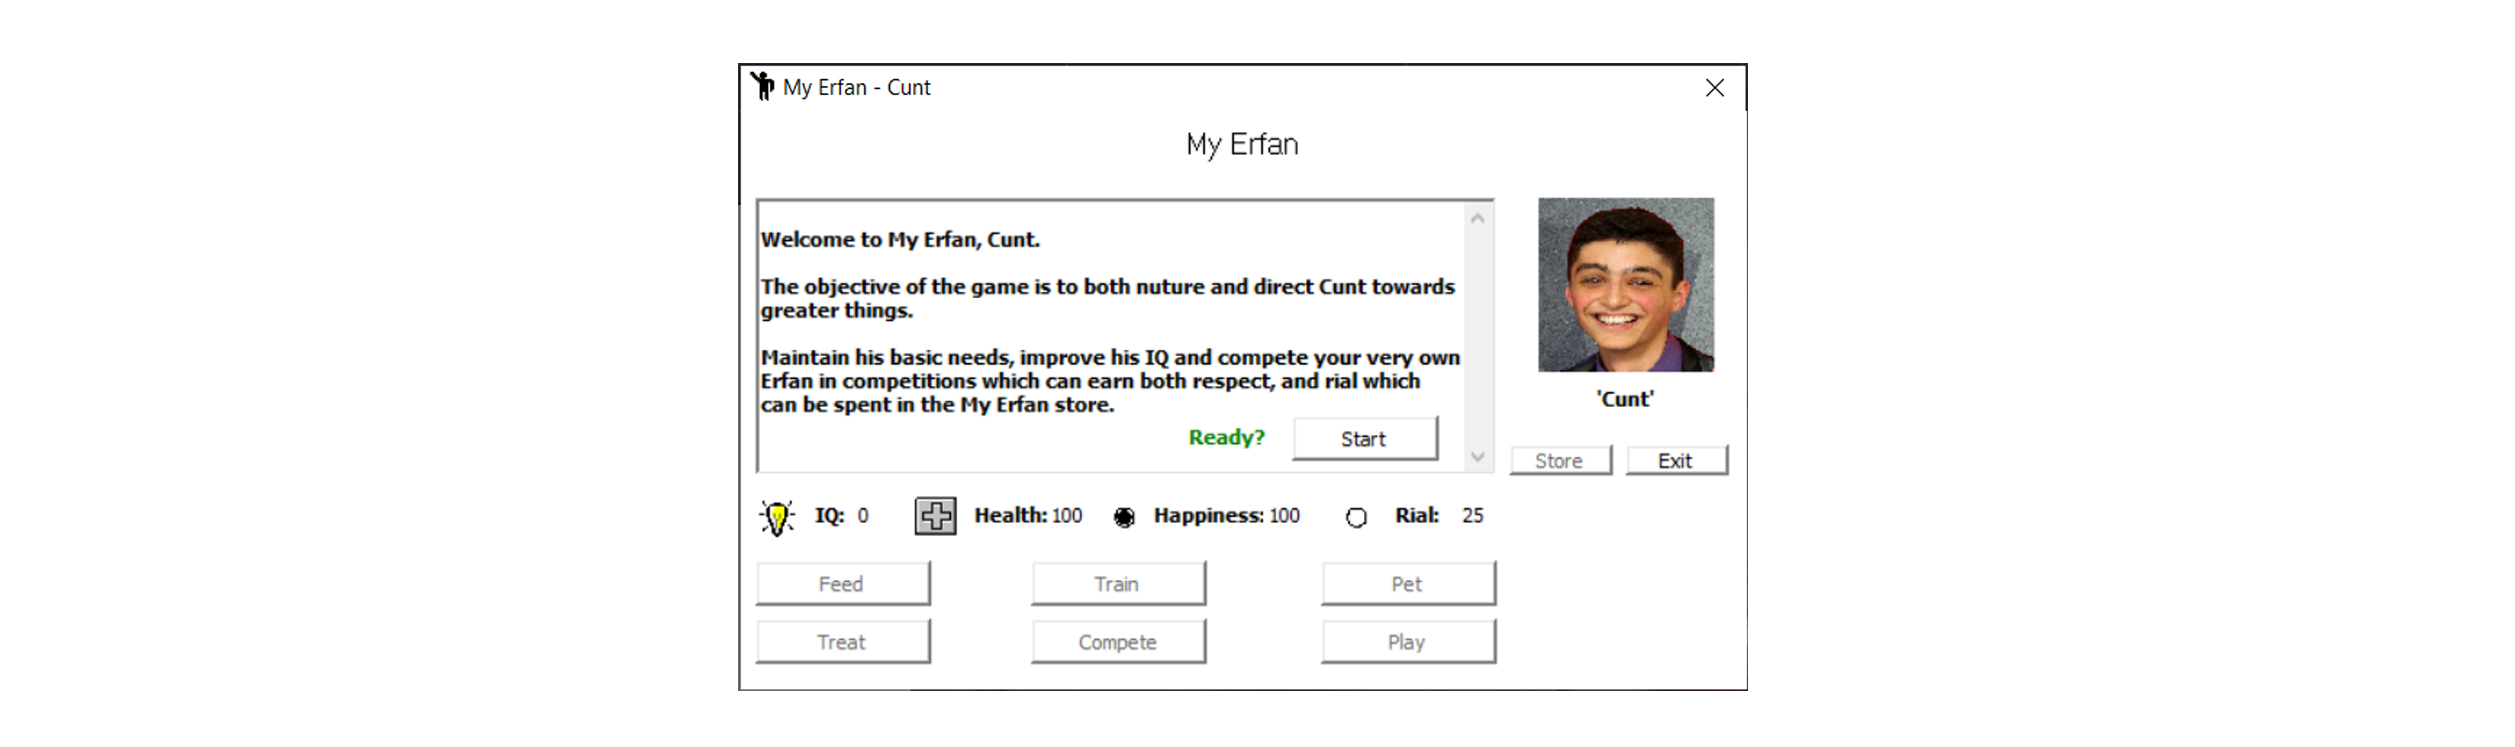 My Erfan - Cunt
My Erfan
Welcome to My Erfan, Cunt.
The objective of the game is to both nuture and direct Cunt towards
greater things.
Maintain his basic needs, improve his IQ and compete your very own
Erfan in competitions which can earn both respect, and rial which
can be spent in the My Erfan store.
Ready? Start
'Cunt'
Store Exit
IQ: 0 Health: 100 Happiness: 100 Rial: 25
Feed Train Pet
Treat Compete Play